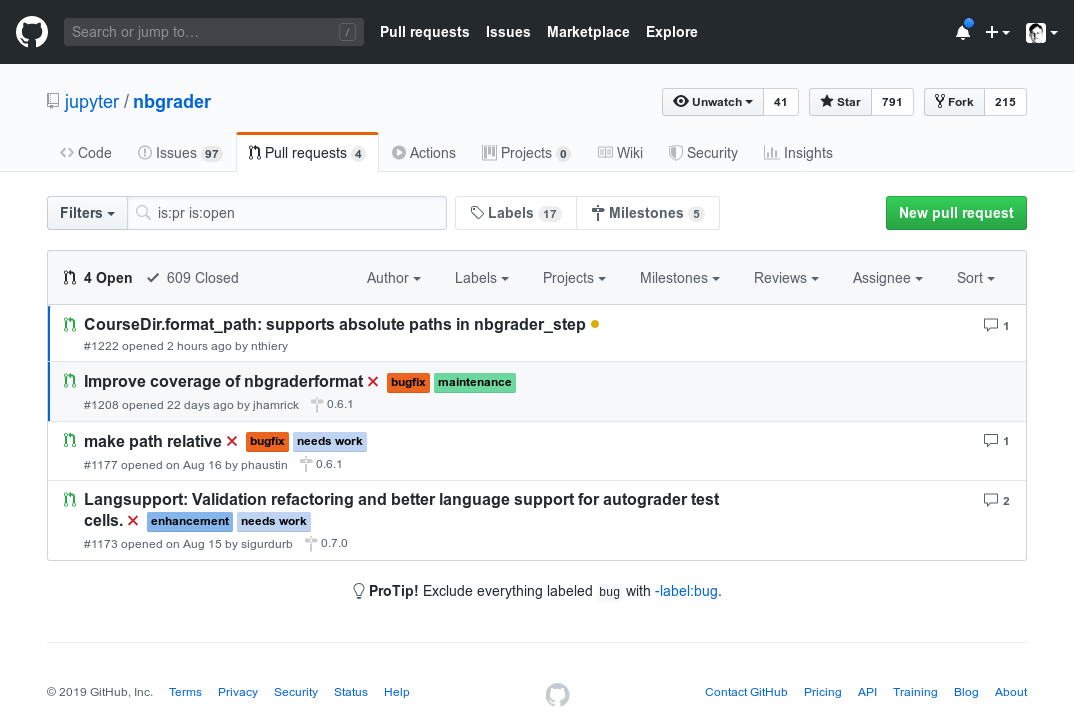 Search or jump to… / Pull requests Issues Marketplace Explore
jupyter / nbgrader Unwatch 41 Star 791 Fork 215
Code Issues 97 Pull requests 4 Actions Projects 0 Wiki Security Insights
Filters is:pr is:open Labels 17 Milestones 5 New pull request
4 Open 609 Closed Author Labels Projects Milestones Reviews Assignee Sort
CourseDir.format_path: supports absolute paths in nbgrader_step 1
#1222 opened 2 hours ago by nthiery
Improve coverage of nbgraderformat bugfix maintenance
#1208 opened 22 days ago by jhamrick 0.6.1
make path relative bugfix needs work 1
#1177 opened on Aug 16 by phaustin 0.6.1
Langsupport: Validation refactoring and better language support for autograder test 2
cells. enhancement needs work
#1173 opened on Aug 15 by sigurdurb 0.7.0
ProTip! Exclude everything labeled bug with -label:bug.
© 2019 GitHub, Inc. Terms Privacy Security Status Help Contact GitHub Pricing API Training Blog About